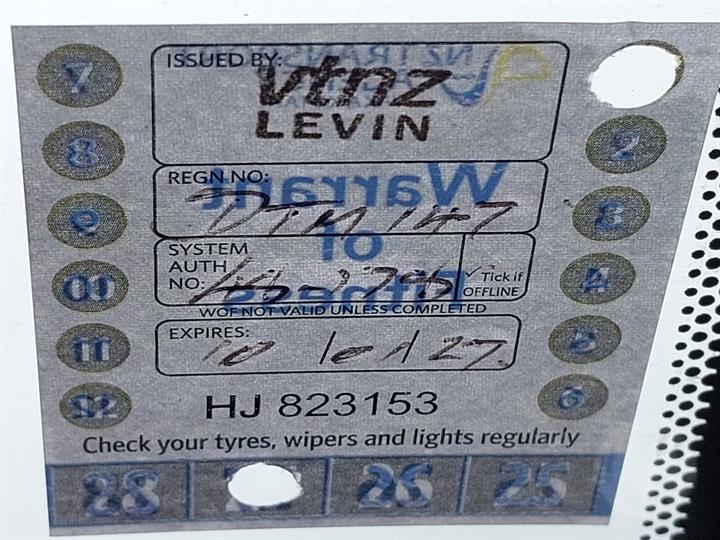 ISSUED BY:
vtnz
LEVIN
REGN NO:
DTM147
SYSTEM
AUTH
NO:
✓ Tick if
OFFLINE
WOF NOT VALID UNLESS COMPLETED
EXPIRES:
10/01/27
HJ 823153
Check your tyres, wipers and lights regularly
Warrant
of
Fitness
7
8
9
10
11
12
2
3
4
5
6
28
26
25